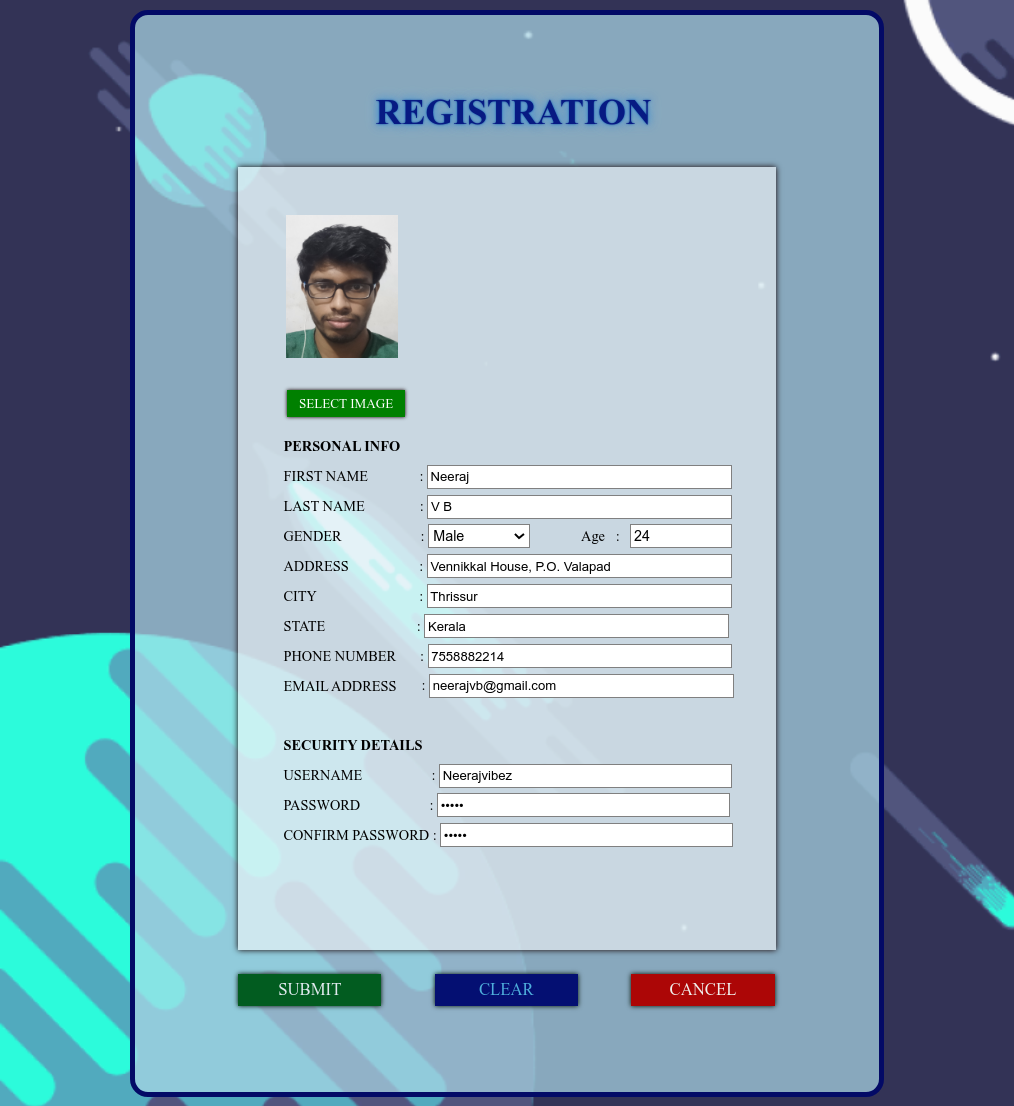 REGISTRATION
SELECT IMAGE
PERSONAL INFO
FIRST NAME : Neeraj
LAST NAME : V B
GENDER : Male Age : 24
ADDRESS : Vennikkal House, P.O. Valapad
CITY : Thrissur
STATE : Kerala
PHONE NUMBER : 7558882214
EMAIL ADDRESS : neerajvb@gmail.com
SECURITY DETAILS
USERNAME : Neerajvibez
PASSWORD : •••••
CONFIRM PASSWORD : •••••
SUBMIT CLEAR CANCEL